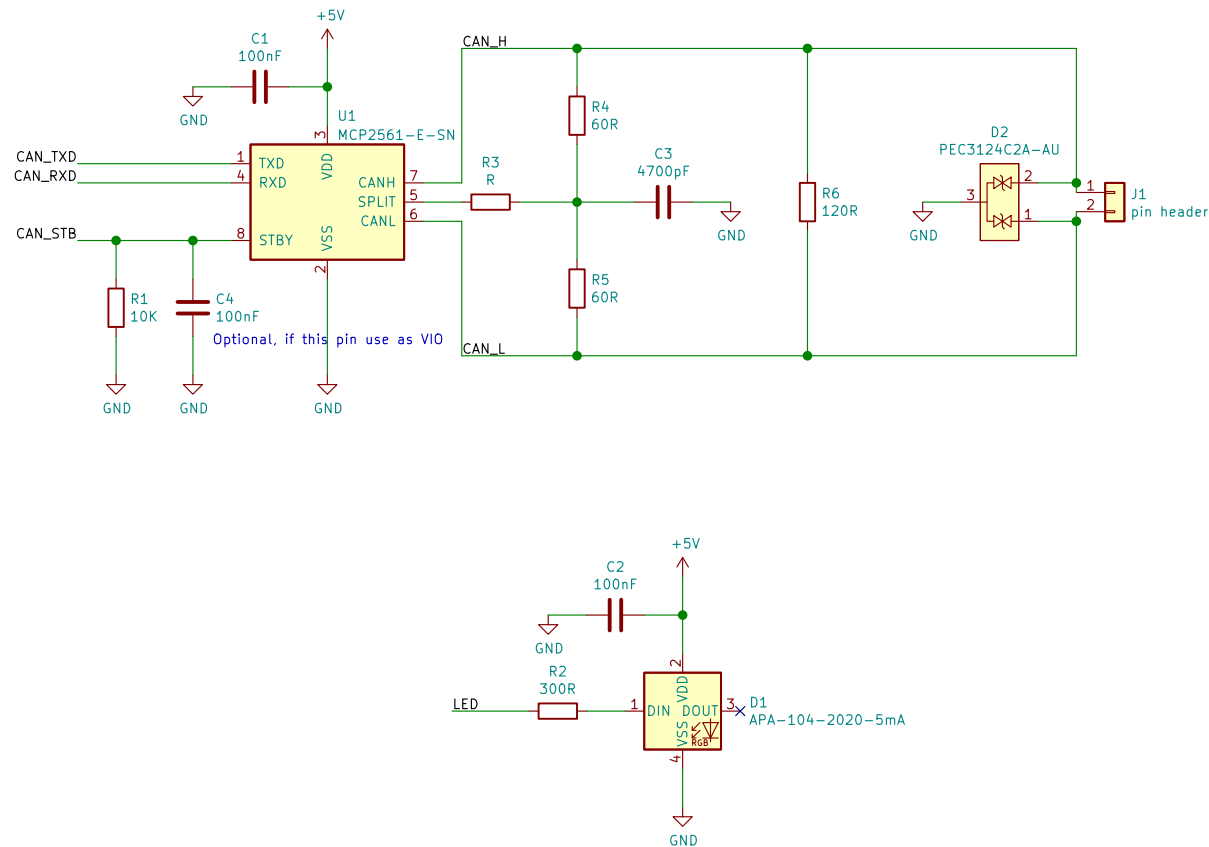 +5V
C1
100nF
GND
U1
MCP2561-E-SN
3
VDD
CAN_TXD
1
TXD
CAN_RXD
4
RXD
CANH
7
SPLIT
5
CANL
6
CAN_STB
8
STBY
VSS
2
R1
10K
C4
100nF
Optional, if this pin use as VIO
GND
GND
GND
CAN_H
R4
60R
R3
R
C3
4700pF
GND
R5
60R
CAN_L
R6
120R
D2
PEC3124C2A-AU
2
3
1
GND
1
2
J1
pin header
+5V
C2
100nF
GND
R2
300R
LED
2
VDD
1
DIN
DOUT
3
VSS
RGB
4
D1
APA-104-2020-5mA
GND